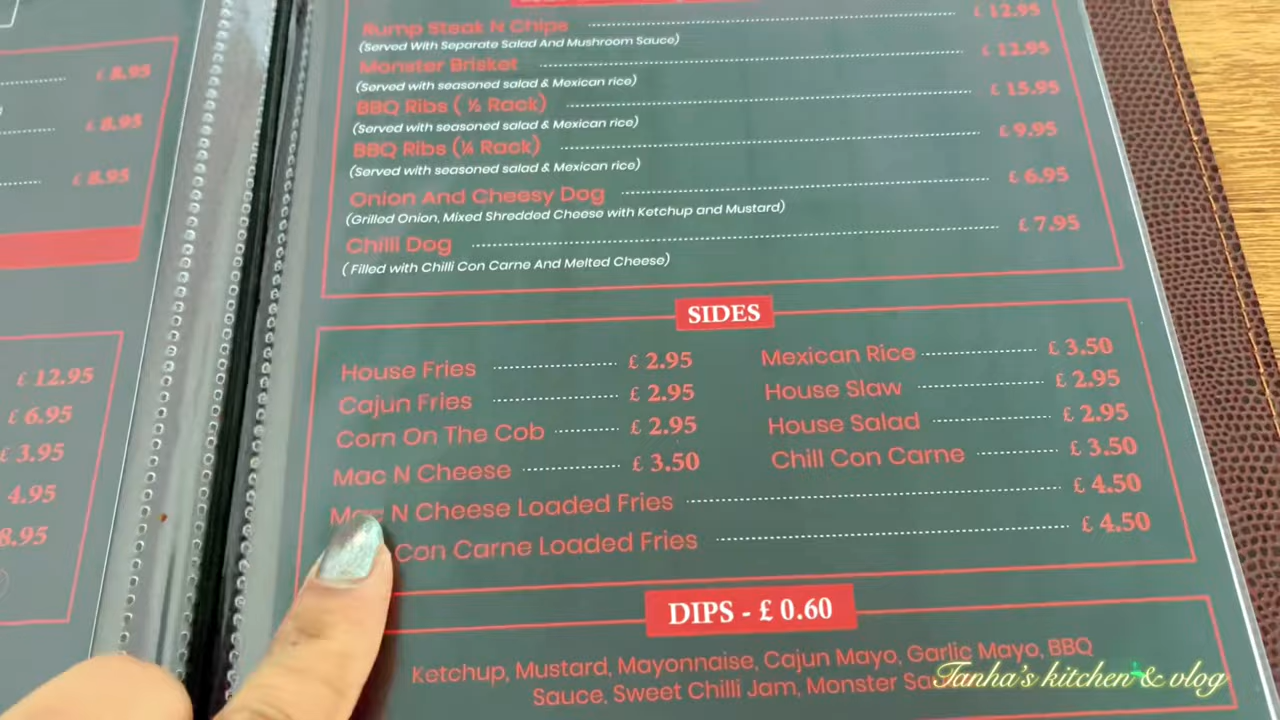 £ 8.95
£ 8.95
£ 8.95
£ 12.95
£ 6.95
£ 3.95
4.95
8.95
Rump Steak N Chips £ 12.95
(Served With Separate Salad And Mushroom Sauce)
Monster Brisket £ 12.95
(Served with seasoned salad & Mexican rice)
BBQ Ribs ( ½ Rack) £ 15.95
(Served with seasoned salad & Mexican rice)
BBQ Ribs (¼ Rack) £ 9.95
(Served with seasoned salad & Mexican rice)
Onion And Cheesy Dog £ 6.95
(Grilled Onion, Mixed Shredded Cheese with Ketchup and Mustard)
Chilli Dog £ 7.95
( Filled with Chilli Con Carne And Melted Cheese)
SIDES
House Fries £ 2.95
Cajun Fries £ 2.95
Corn On The Cob £ 2.95
Mac N Cheese £ 3.50
Mexican Rice £ 3.50
House Slaw £ 2.95
House Salad £ 2.95
Chill Con Carne £ 3.50
Mac N Cheese Loaded Fries £ 4.50
Con Carne Loaded Fries £ 4.50
DIPS - £ 0.60
Ketchup, Mustard, Mayonnaise, Cajun Mayo, Garlic Mayo, BBQ
Sauce, Sweet Chilli Jam, Monster
Tanha's kitchen & vlog